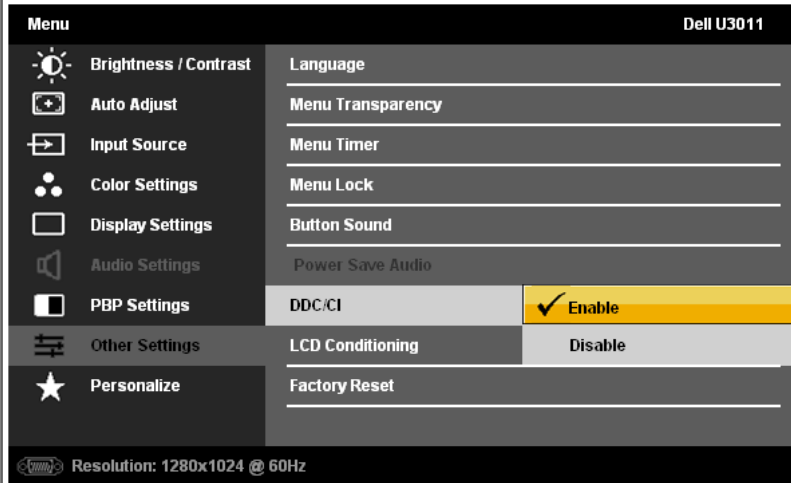 Menu Dell U3011
Brightness / Contrast Language
Auto Adjust Menu Transparency
Input Source Menu Timer
Color Settings Menu Lock
Display Settings Button Sound
Audio Settings Power Save Audio
PBP Settings DDC/CI Enable
Other Settings LCD Conditioning Disable
Personalize Factory Reset
Resolution: 1280x1024 @ 60Hz